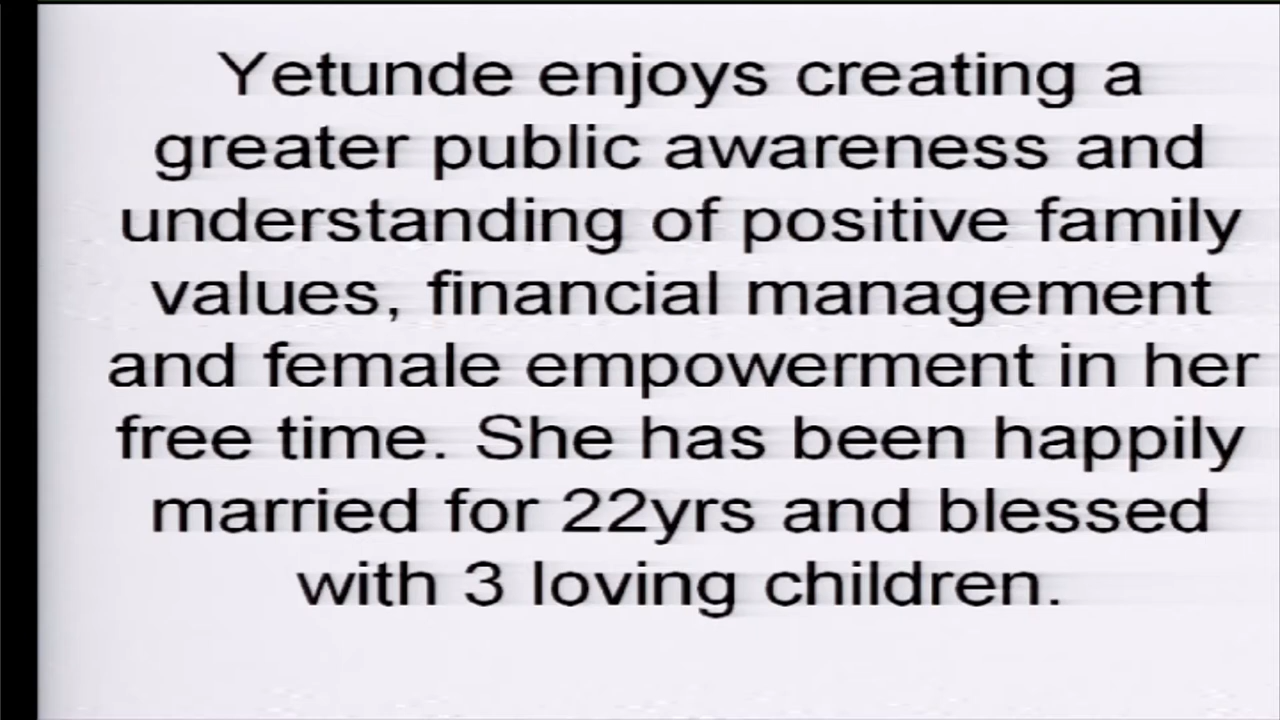 Yetunde enjoys creating a
greater public awareness and
understanding of positive family
values, financial management
and female empowerment in her
free time. She has been happily
married for 22yrs and blessed
with 3 loving children.